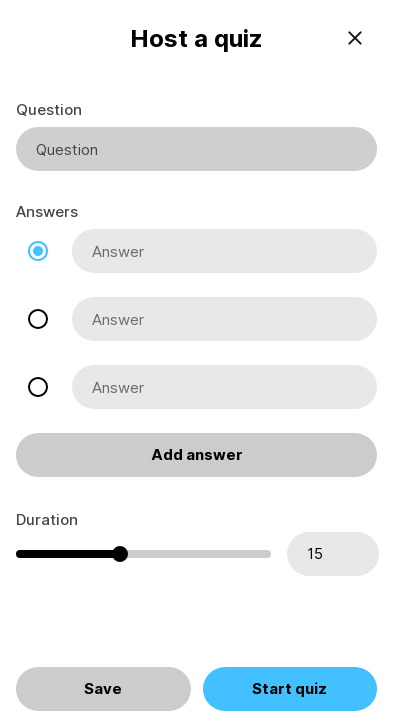 Host a quiz
Question
Question
Answers
Answer
Answer
Answer
Add answer
Duration
15
Save
Start quiz